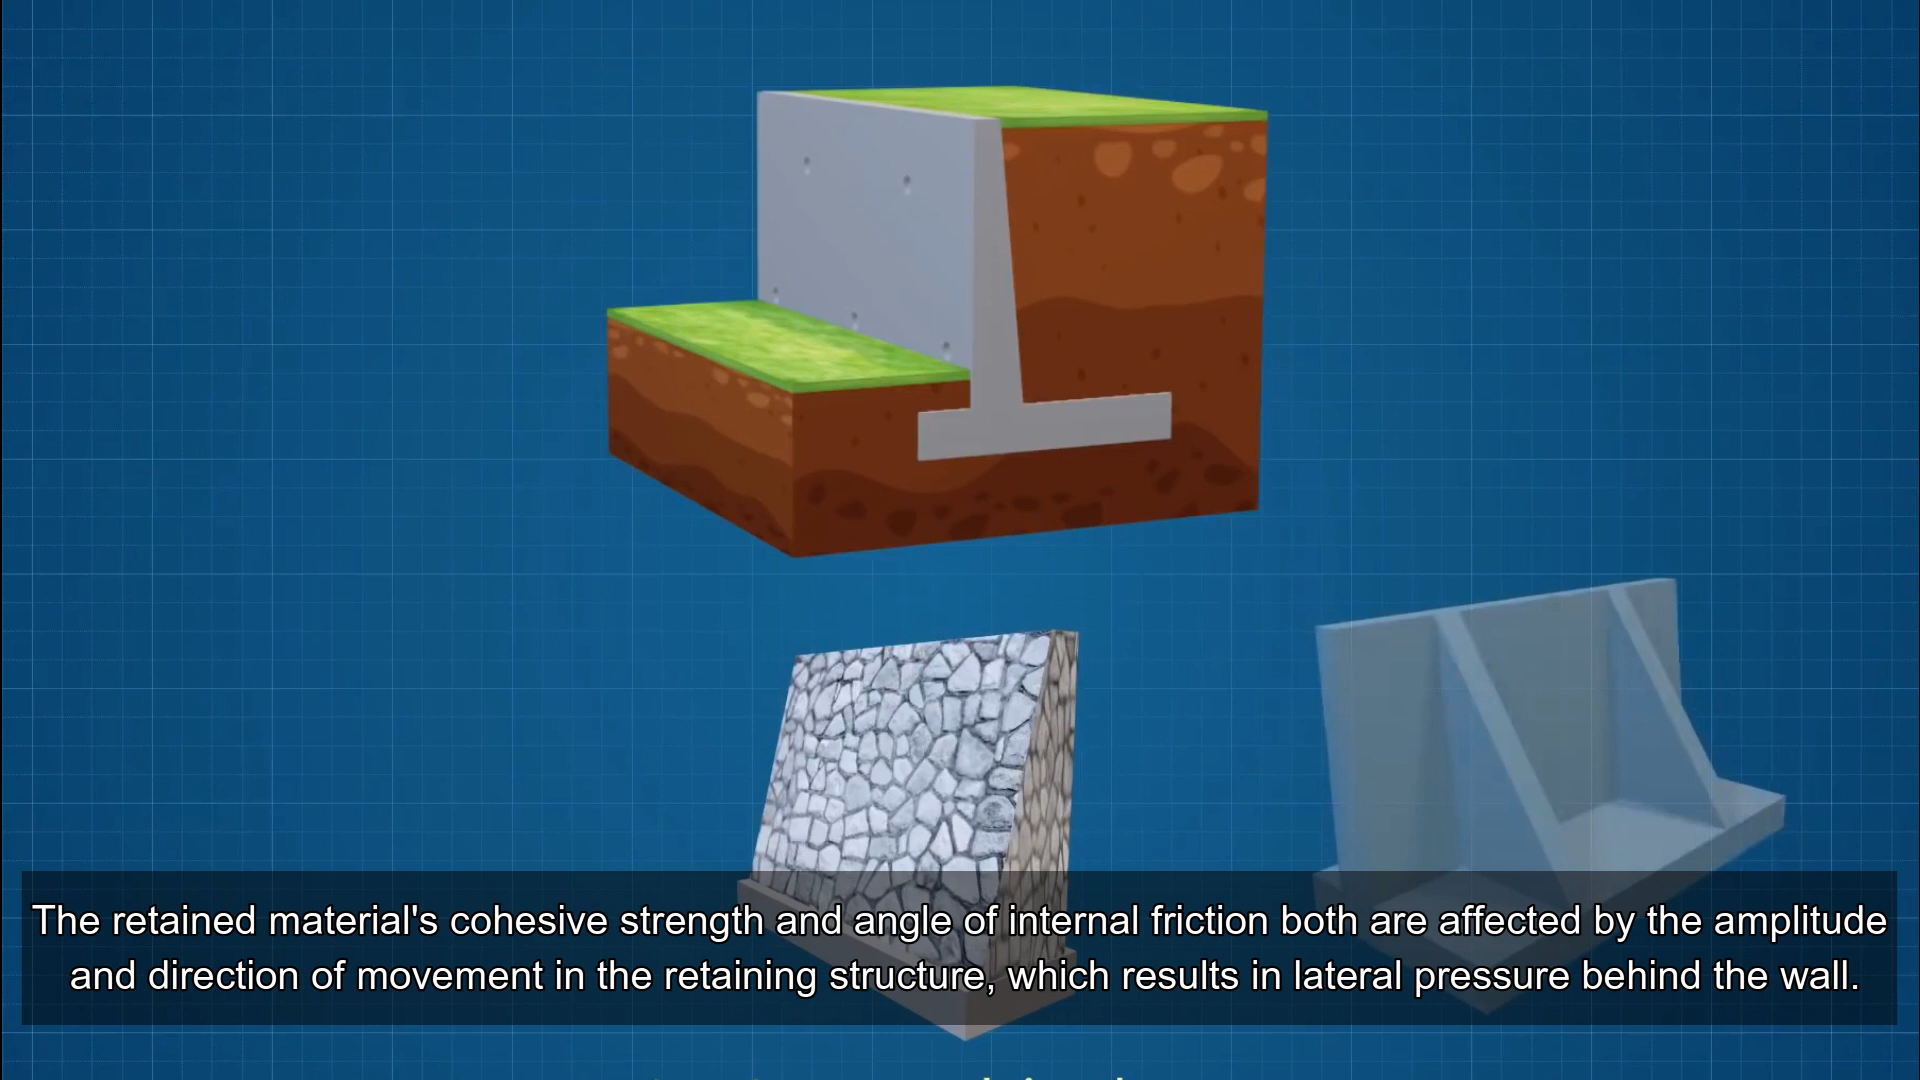 The retained material's cohesive strength and angle of internal friction both are affected by the amplitude
and direction of movement in the retaining structure, which results in lateral pressure behind the wall.